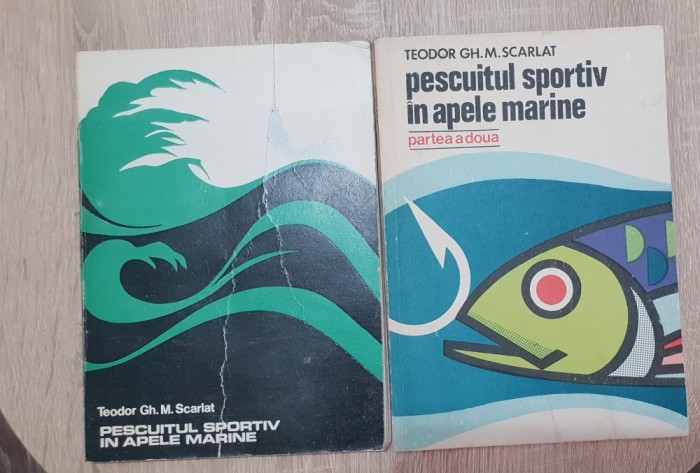 Teodor Gh. M. Scarlat
PESCUITUL SPORTIV
IN APELE MARINE
TEODOR GH. M. SCARLAT
pescuitul sportiv
în apele marine
partea a doua